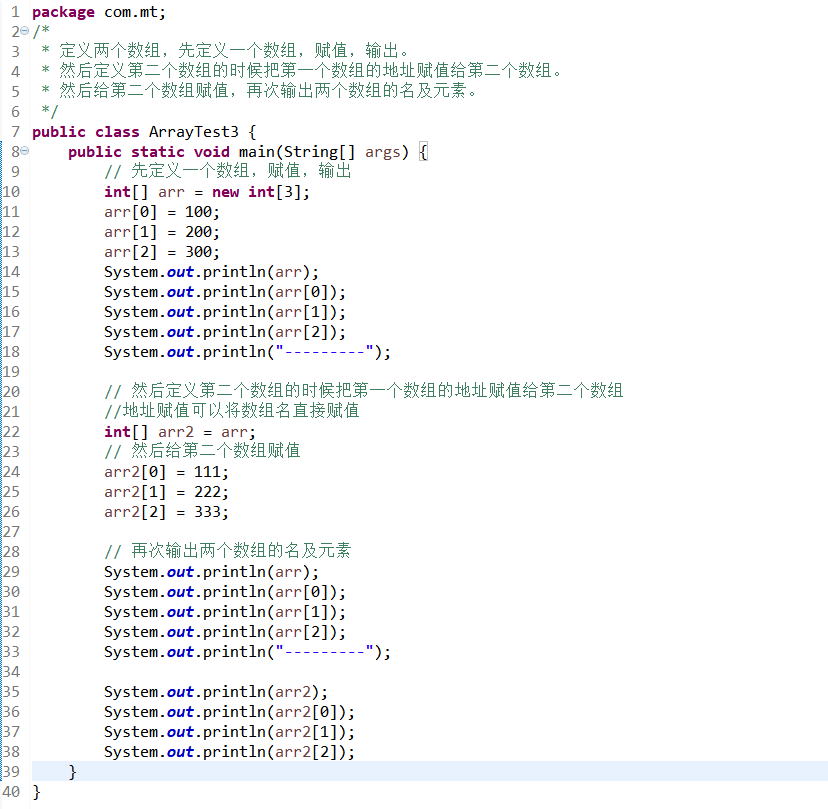 1 package com.mt;
2 /*
3  * 定义两个数组，先定义一个数组，赋值，输出。
4  * 然后定义第二个数组的时候把第一个数组的地址赋值给第二个数组。
5  * 然后给第二个数组赋值，再次输出两个数组的名及元素。
6  */
7 public class ArrayTest3 {
8     public static void main(String[] args) {
9         // 先定义一个数组，赋值，输出
10         int[] arr = new int[3];
11         arr[0] = 100;
12         arr[1] = 200;
13         arr[2] = 300;
14         System.out.println(arr);
15         System.out.println(arr[0]);
16         System.out.println(arr[1]);
17         System.out.println(arr[2]);
18         System.out.println("---------");
19
20         // 然后定义第二个数组的时候把第一个数组的地址赋值给第二个数组
21         //地址赋值可以将数组名直接赋值
22         int[] arr2 = arr;
23         // 然后给第二个数组赋值
24         arr2[0] = 111;
25         arr2[1] = 222;
26         arr2[2] = 333;
27
28         // 再次输出两个数组的名及元素
29         System.out.println(arr);
30         System.out.println(arr[0]);
31         System.out.println(arr[1]);
32         System.out.println(arr[2]);
33         System.out.println("---------");
34
35         System.out.println(arr2);
36         System.out.println(arr2[0]);
37         System.out.println(arr2[1]);
38         System.out.println(arr2[2]);
39     }
40 }